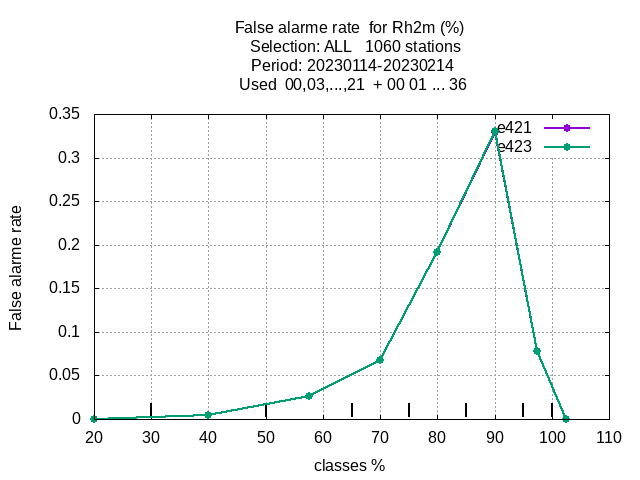 False alarme rate  for Rh2m (%)
Selection: ALL   1060 stations
Period: 20230114-20230214
Used  00,03,...,21  + 00 01 ... 36
0.35
0.3
0.25
0.2
0.15
0.1
0.05
0
False alarme rate
e421
e423
20 30 40 50 60 70 80 90 100 110
classes %